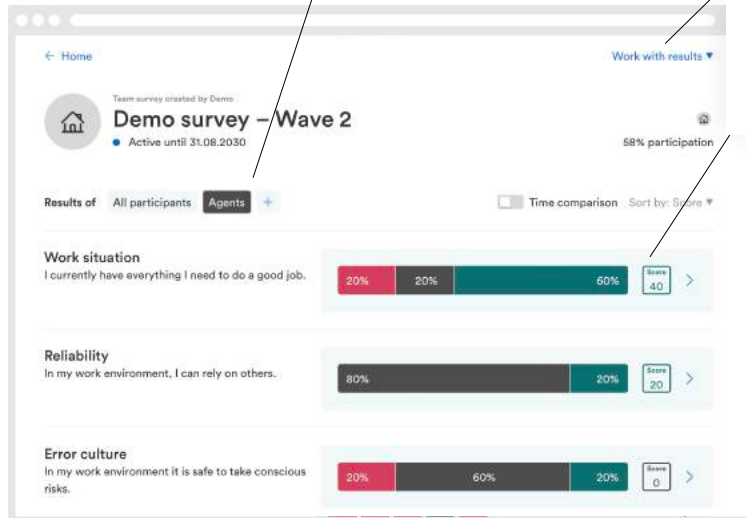 ← Home
Work with results ▼
Team survey created by Demo
Demo survey – Wave 2
Active until 31.08.2030
58% participation
Results of All participants Agents +
Time comparison Sort by: Score ▼
Work situation
I currently have everything I need to do a good job.
20% 20% 60% Score 40
Reliability
In my work environment, I can rely on others.
80% 20% Score 20
Error culture
In my work environment it is safe to take conscious
risks.
20% 60% 20% Score 0